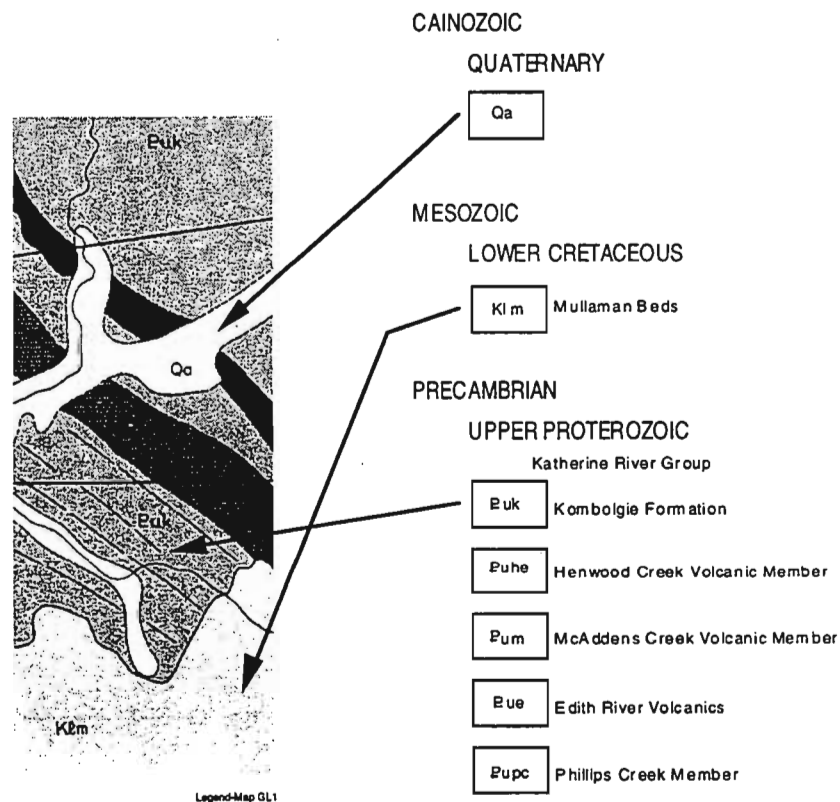 CAINOZOIC
QUATERNARY
Qa
MESOZOIC
LOWER CRETACEOUS
Klm Mullaman Beds
PRECAMBRIAN
UPPER PROTEROZOIC
Katherine River Group
Puk Kombolgie Formation
Puhe Henwood Creek Volcanic Member
Pum McAddens Creek Volcanic Member
Pue Edith River Volcanics
Pupc Phillips Creek Member
Puk
Qa
Puk
Klm
Legend-Map GL1